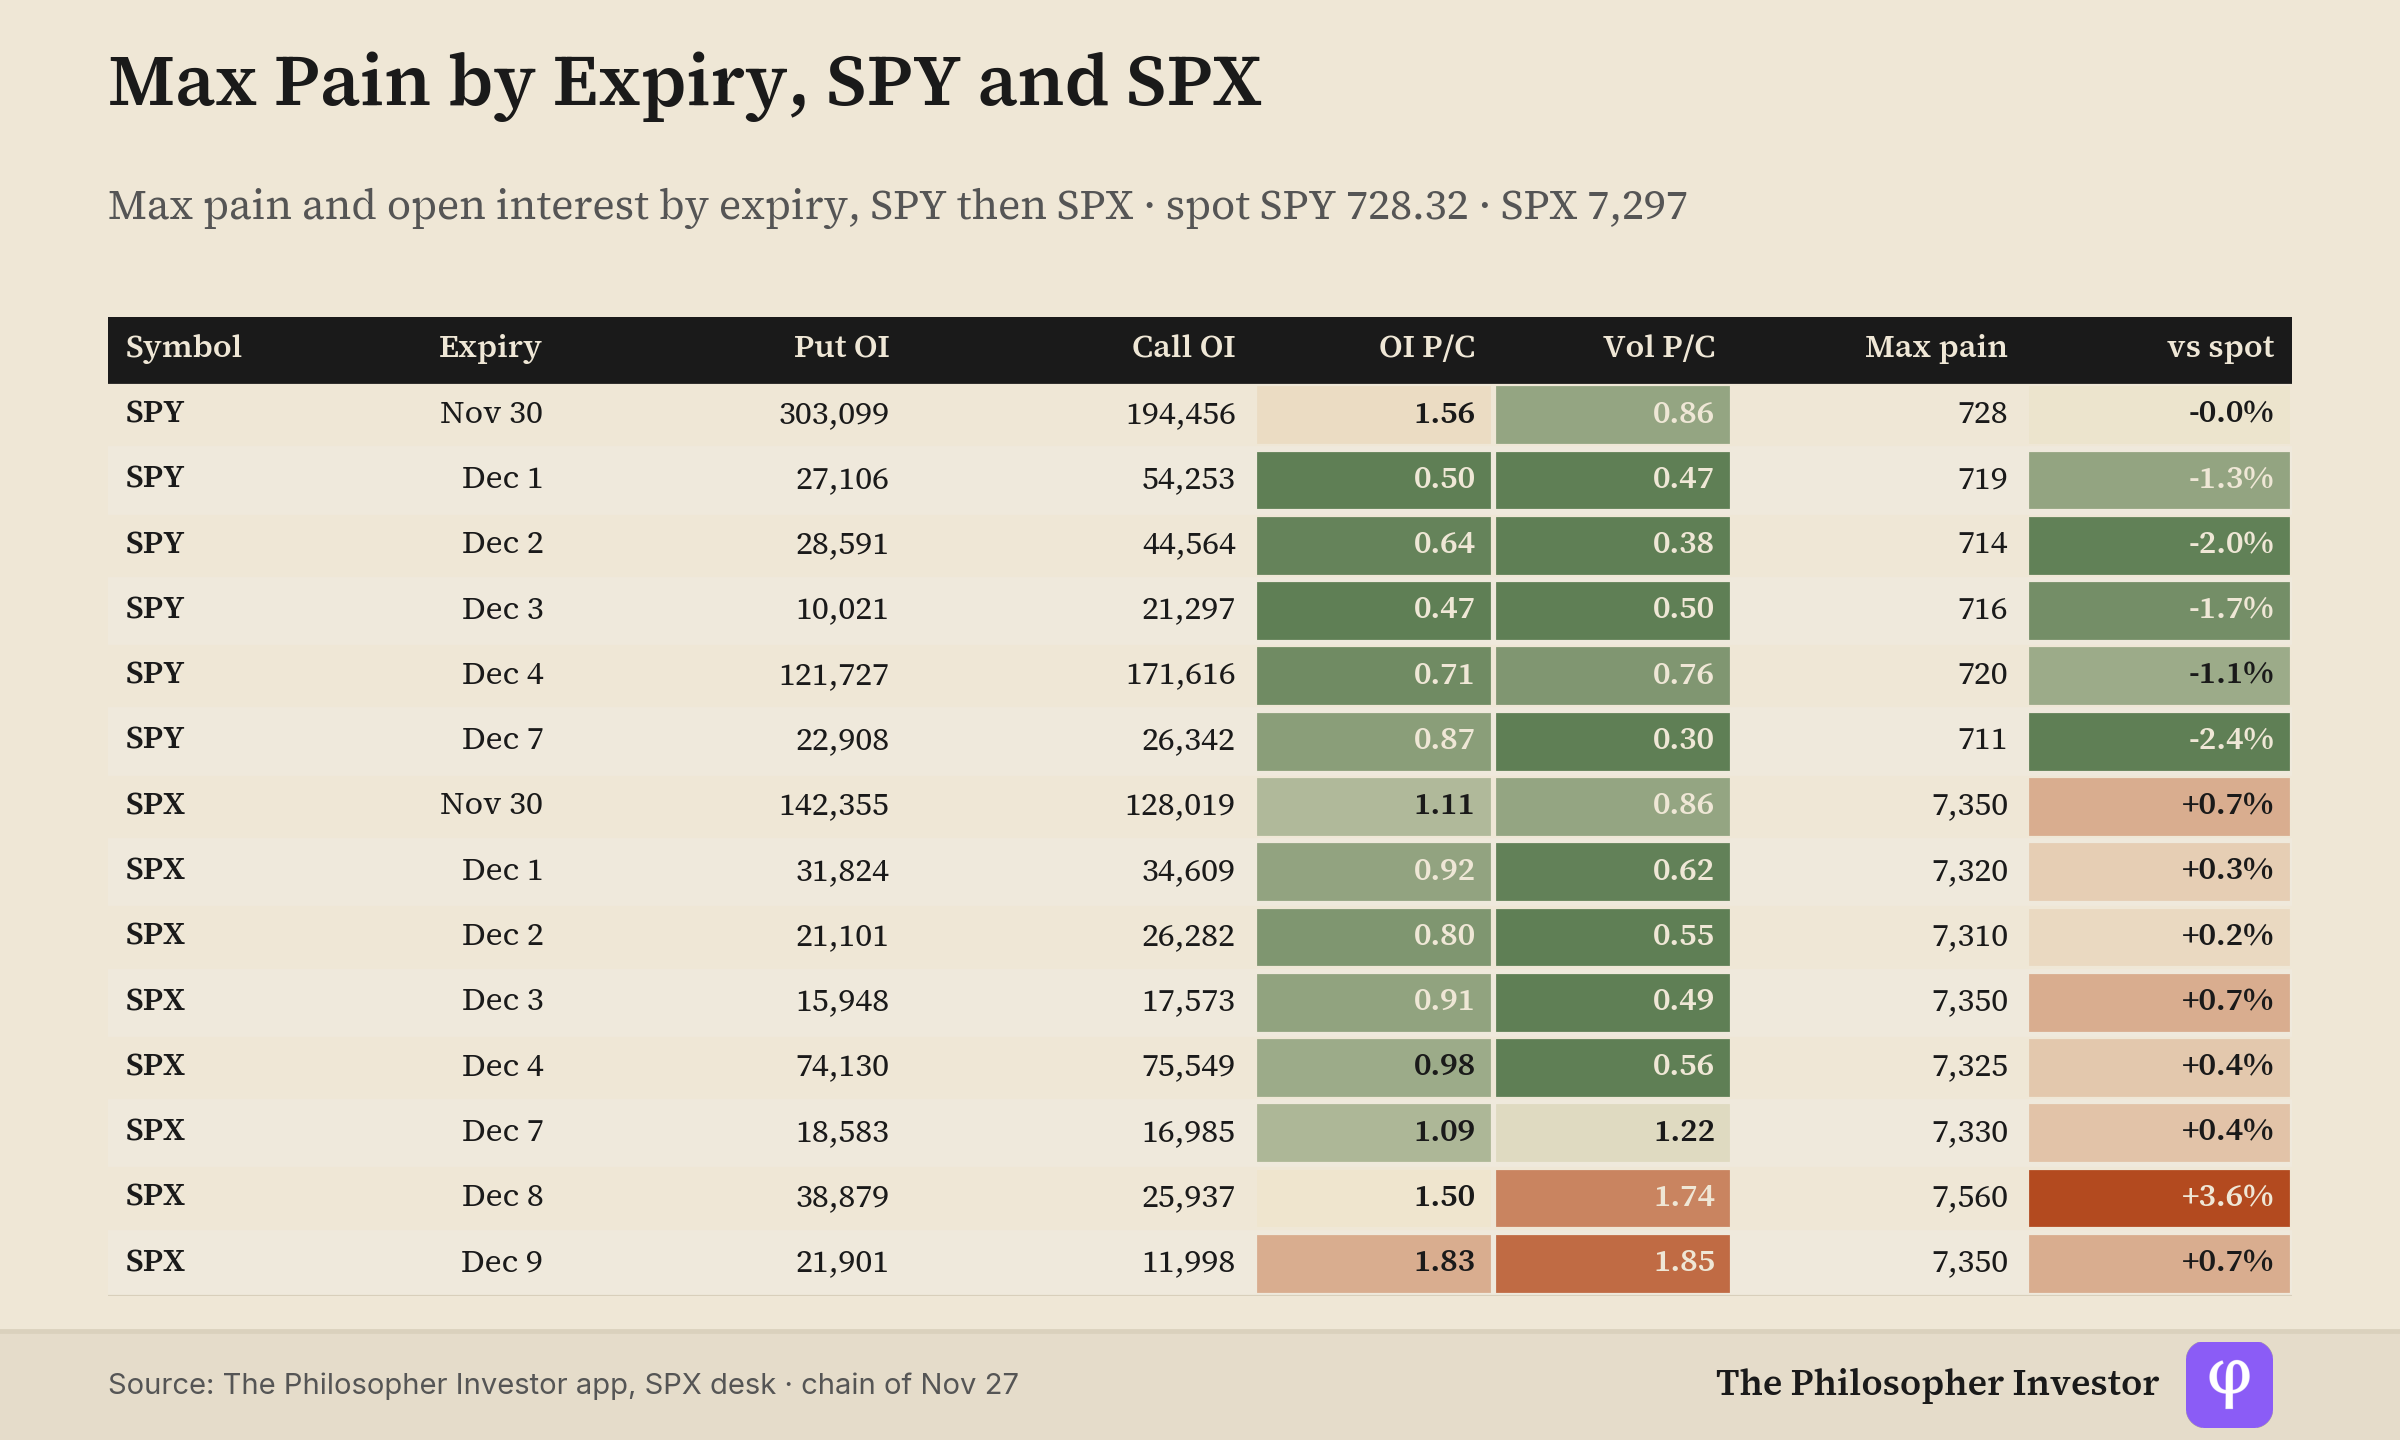 Max Pain by Expiry, SPY and SPX
Max pain and open interest by expiry, SPY then SPX · spot SPY 728.32 · SPX 7,297
Symbol Expiry Put OI Call OI OI P/C Vol P/C Max pain vs spot
SPY Nov 30 303,099 194,456 1.56 0.86 728 -0.0%
SPY Dec 1 27,106 54,253 0.50 0.47 719 -1.3%
SPY Dec 2 28,591 44,564 0.64 0.38 714 -2.0%
SPY Dec 3 10,021 21,297 0.47 0.50 716 -1.7%
SPY Dec 4 121,727 171,616 0.71 0.76 720 -1.1%
SPY Dec 7 22,908 26,342 0.87 0.30 711 -2.4%
SPX Nov 30 142,355 128,019 1.11 0.86 7,350 +0.7%
SPX Dec 1 31,824 34,609 0.92 0.62 7,320 +0.3%
SPX Dec 2 21,101 26,282 0.80 0.55 7,310 +0.2%
SPX Dec 3 15,948 17,573 0.91 0.49 7,350 +0.7%
SPX Dec 4 74,130 75,549 0.98 0.56 7,325 +0.4%
SPX Dec 7 18,583 16,985 1.09 1.22 7,330 +0.4%
SPX Dec 8 38,879 25,937 1.50 1.74 7,560 +3.6%
SPX Dec 9 21,901 11,998 1.83 1.85 7,350 +0.7%
Source: The Philosopher Investor app, SPX desk · chain of Nov 27
The Philosopher Investor φ